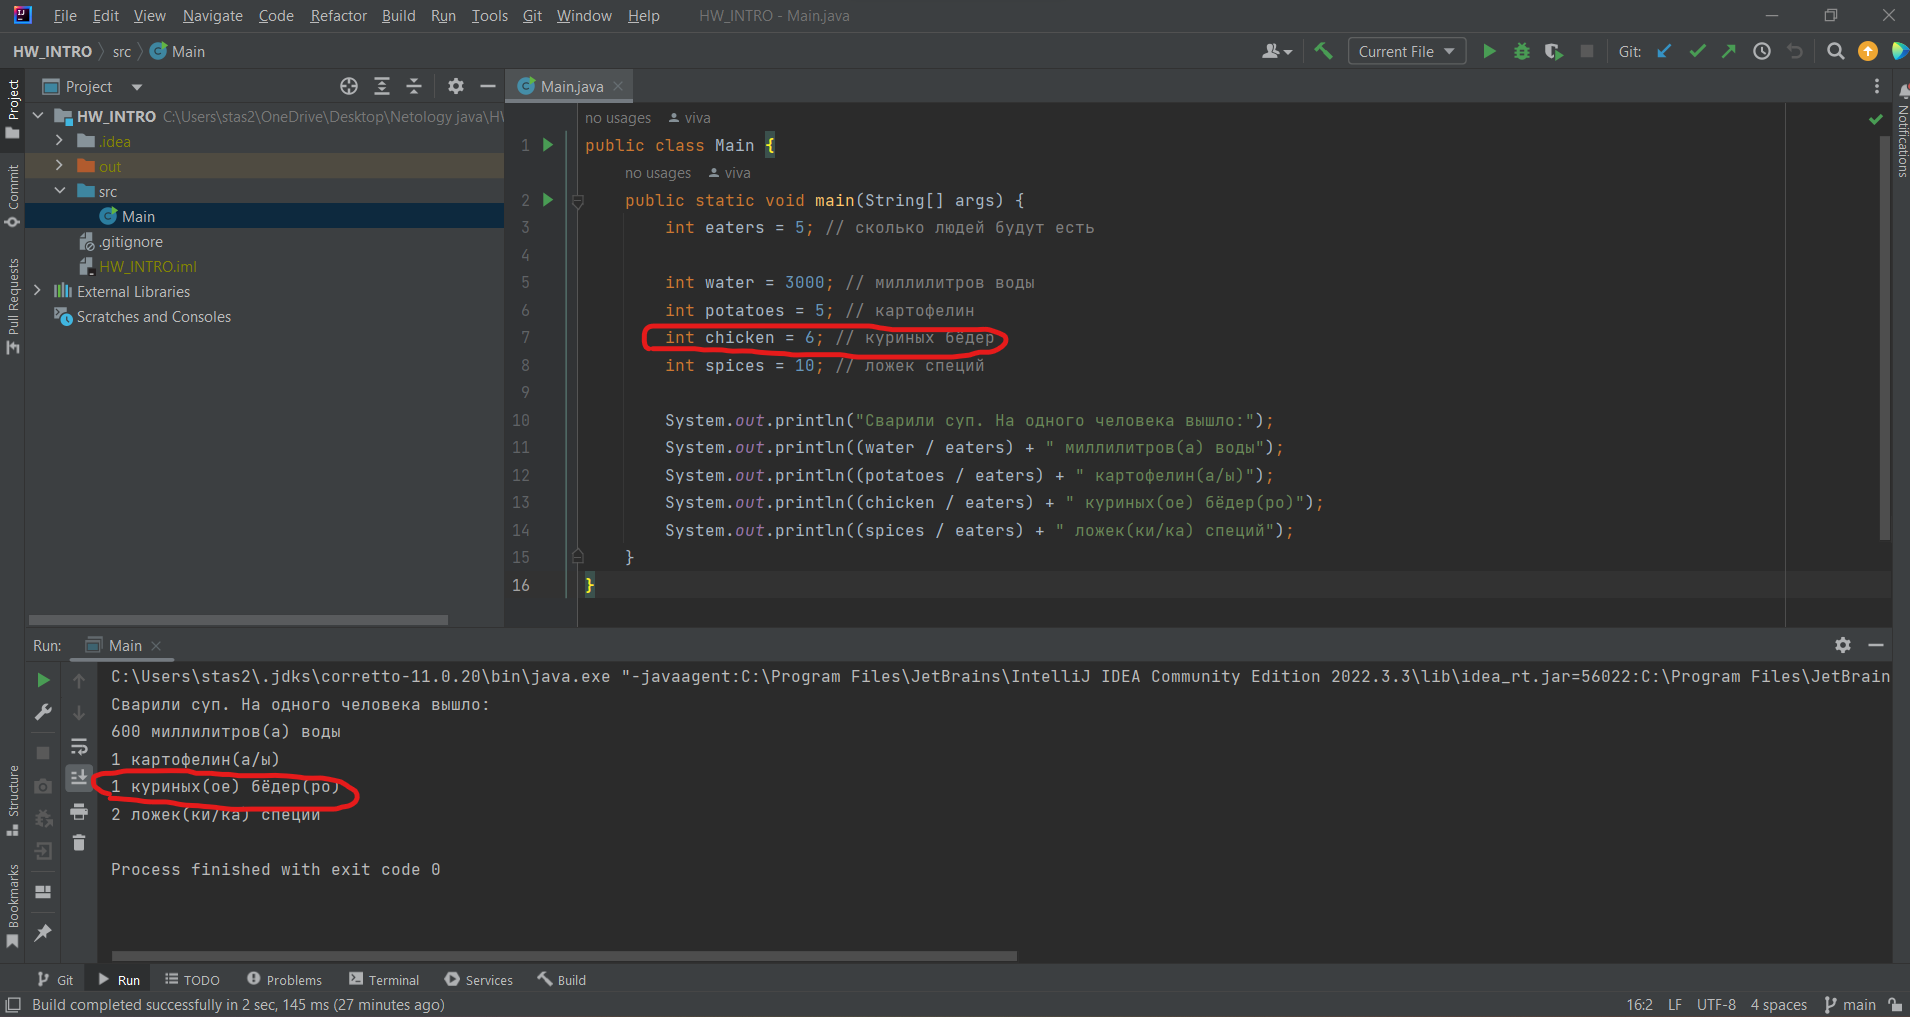 File Edit View Navigate Code Refactor Build Run Tools Git Window Help HW_INTRO - Main.java
HW_INTRO src Main Current File Git:
Project Main.java
HW_INTRO C:\Users\stas2\OneDrive\Desktop\Netology java\HW
.idea
out
src
Main
.gitignore
HW_INTRO.iml
External Libraries
Scratches and Consoles
Project
Commit
Pull Requests
Structure
Bookmarks
Notifications
no usages viva
1 public class Main {
no usages viva
2 public static void main(String[] args) {
3 int eaters = 5; // сколько людей будут есть
4
5 int water = 3000; // миллилитров воды
6 int potatoes = 5; // картофелин
7 int chicken = 6; // куриных бёдер
8 int spices = 10; // ложек специй
9
10 System.out.println("Сварили суп. На одного человека вышло:");
11 System.out.println((water / eaters) + " миллилитров(а) воды");
12 System.out.println((potatoes / eaters) + " картофелин(а/ы)");
13 System.out.println((chicken / eaters) + " куриных(ое) бёдер(ро)");
14 System.out.println((spices / eaters) + " ложек(ки/ка) специй");
15 }
16 }
Run: Main
C:\Users\stas2\.jdks\corretto-11.0.20\bin\java.exe "-javaagent:C:\Program Files\JetBrains\IntelliJ IDEA Community Edition 2022.3.3\lib\idea_rt.jar=56022:C:\Program Files\JetBrain
Сварили суп. На одного человека вышло:
600 миллилитров(а) воды
1 картофелин(а/ы)
1 куриных(ое) бёдер(ро)
2 ложек(ки/ка) специй
Process finished with exit code 0
Git Run TODO Problems Terminal Services Build
Build completed successfully in 2 sec, 145 ms (27 minutes ago) 16:2 LF UTF-8 4 spaces main